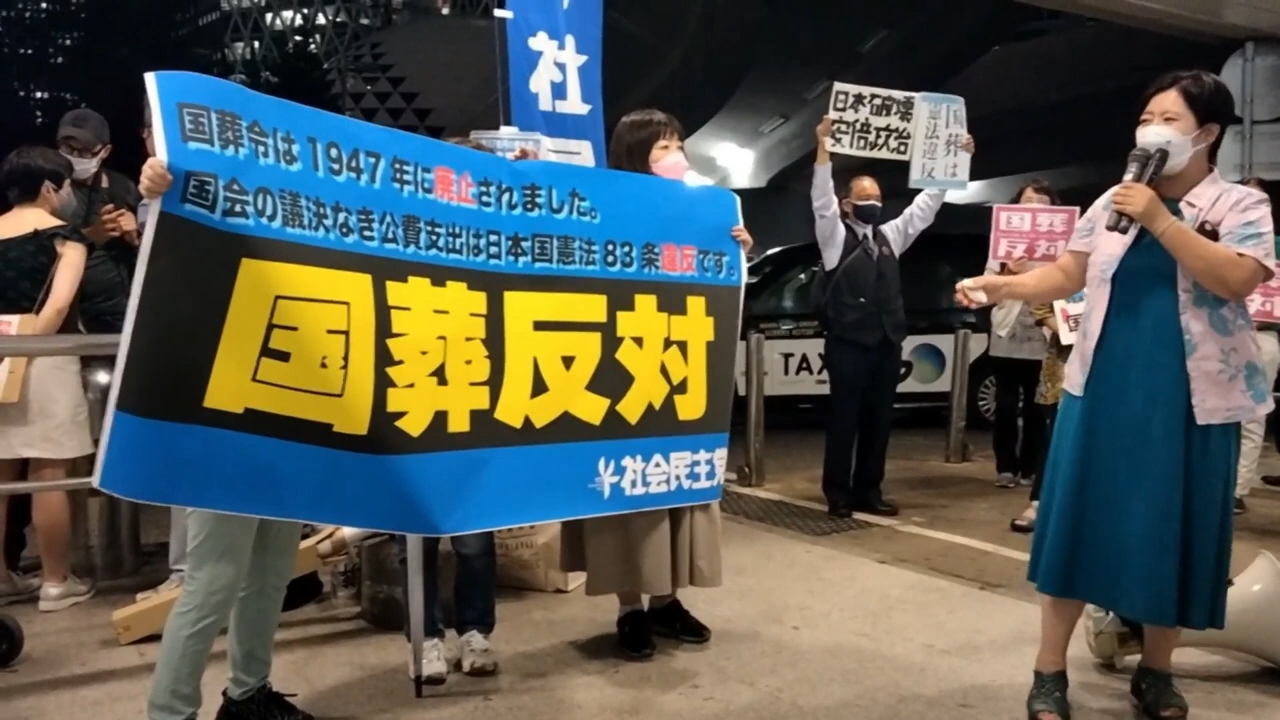 社民
国葬令は1947年に廃止されました。
国会の議決なき公費支出は日本国憲法83条違反です。
国葬反対
社会民主党
日本破壊
安倍政治
国葬は
憲法違反
国葬
反対
TAX